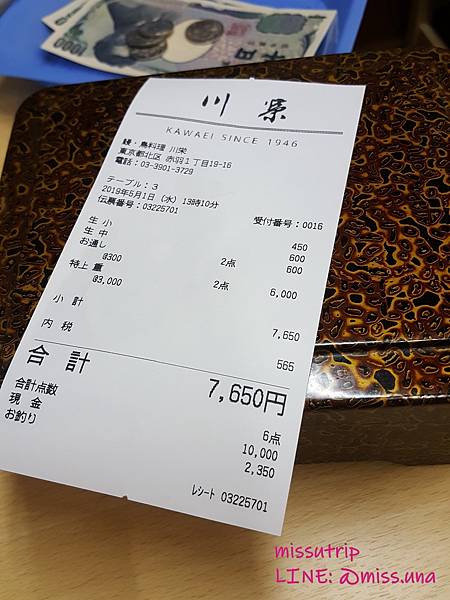 1000
川栄
KAWAEI SINCE 1946
鰻・鳥料理 川栄
東京都北区 赤羽1丁目19-16
電話:03-3901-3729
テーブル:3
2019年5月1日(水) 13時10分
伝票番号:03225701 受付番号:0016
生 小 450
生 中 600
お通し 600
@300 2点
特上 重 6,000
@3,000 2点
小 計 7,650
内 税 565
合 計 7,650円
合計点数 6点
現 金 10,000
お釣り 2,350
レシート 03225701
missutrip
LINE: @miss.una